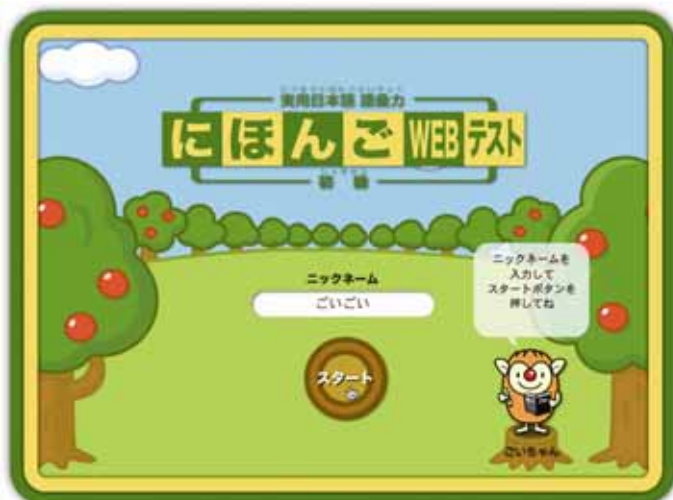 実用日本語 語彙力
にほんごWEBテスト
初級
ニックネーム
ごいごい
スタート
ニックネームを
入力して
スタートボタンを
押してね
ごいちゃん